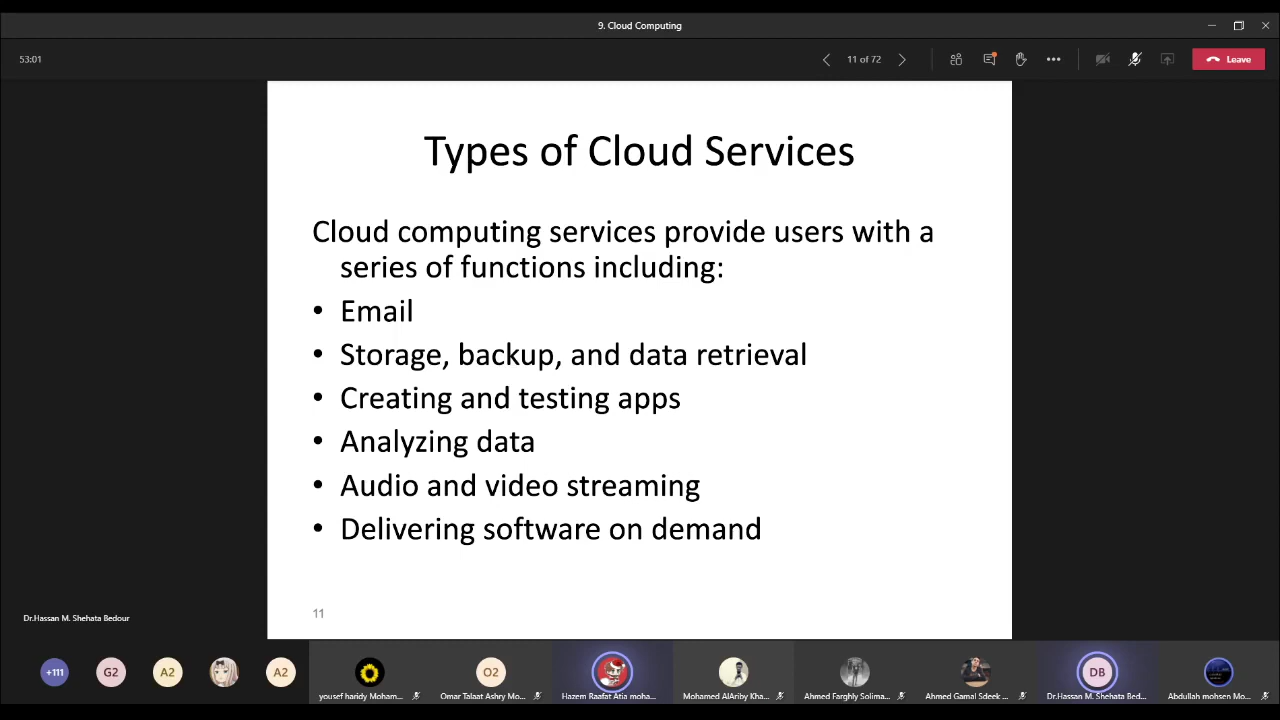 9. Cloud Computing
53:01
11 of 72
Leave
Types of Cloud Services
Cloud computing services provide users with a
series of functions including:
• Email
• Storage, backup, and data retrieval
• Creating and testing apps
• Analyzing data
• Audio and video streaming
• Delivering software on demand
11
Dr.Hassan M. Shehata Bedour
+111
G2
A2
A2
O2
DB
yousef haridy Moham...
Omar Talaat Ashry Mo...
Hazem Raafat Atia moha...
Mohamed AlAriby Kha...
Ahmed Farghly Solima...
Ahmed Gamal Sdeek ...
Dr.Hassan M. Shehata Bed...
Abdullah mohsen Mo...